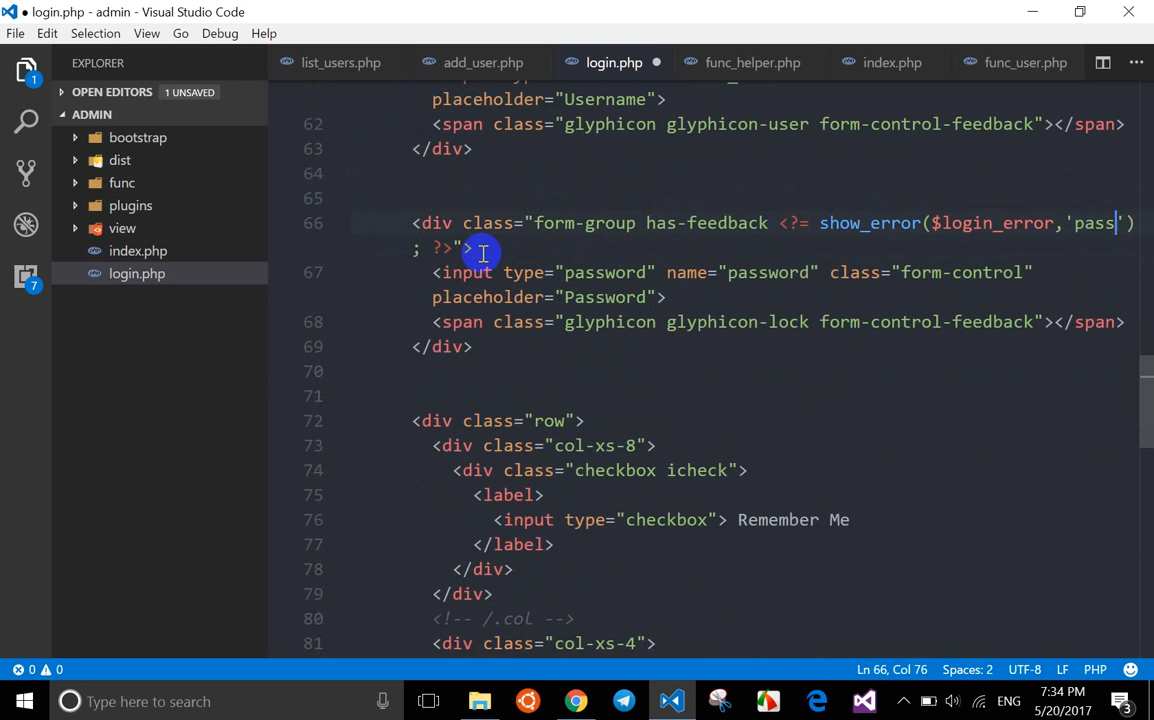 login.php - admin - Visual Studio Code
File Edit Selection View Go Debug Help
EXPLORER
list_users.php add_user.php login.php func_helper.php index.php func_user.php
1
OPEN EDITORS 1 UNSAVED
ADMIN
bootstrap
dist
func
plugins
view
index.php
login.php
7
placeholder="Username">
62 <span class="glyphicon glyphicon-user form-control-feedback"></span>
63 </div>
64
65
66 <div class="form-group has-feedback <?= show_error($login_error,'pass')
; ?>">
67 <input type="password" name="password" class="form-control"
placeholder="Password">
68 <span class="glyphicon glyphicon-lock form-control-feedback"></span>
69 </div>
70
71
72 <div class="row">
73 <div class="col-xs-8">
74 <div class="checkbox icheck">
75 <label>
76 <input type="checkbox"> Remember Me
77 </label>
78 </div>
79 </div>
80 <!-- /.col -->
81 <div class="col-xs-4">
0 0 Ln 66, Col 76 Spaces: 2 UTF-8 LF PHP
Type here to search ENG 7:34 PM
5/20/2017 3